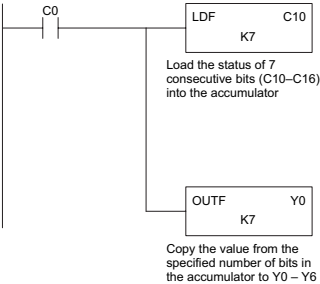 C0
LDF C10
K7
Load the status of 7
consecutive bits (C10–C16)
into the accumulator
OUTF Y0
K7
Copy the value from the
specified number of bits in
the accumulator to Y0 – Y6